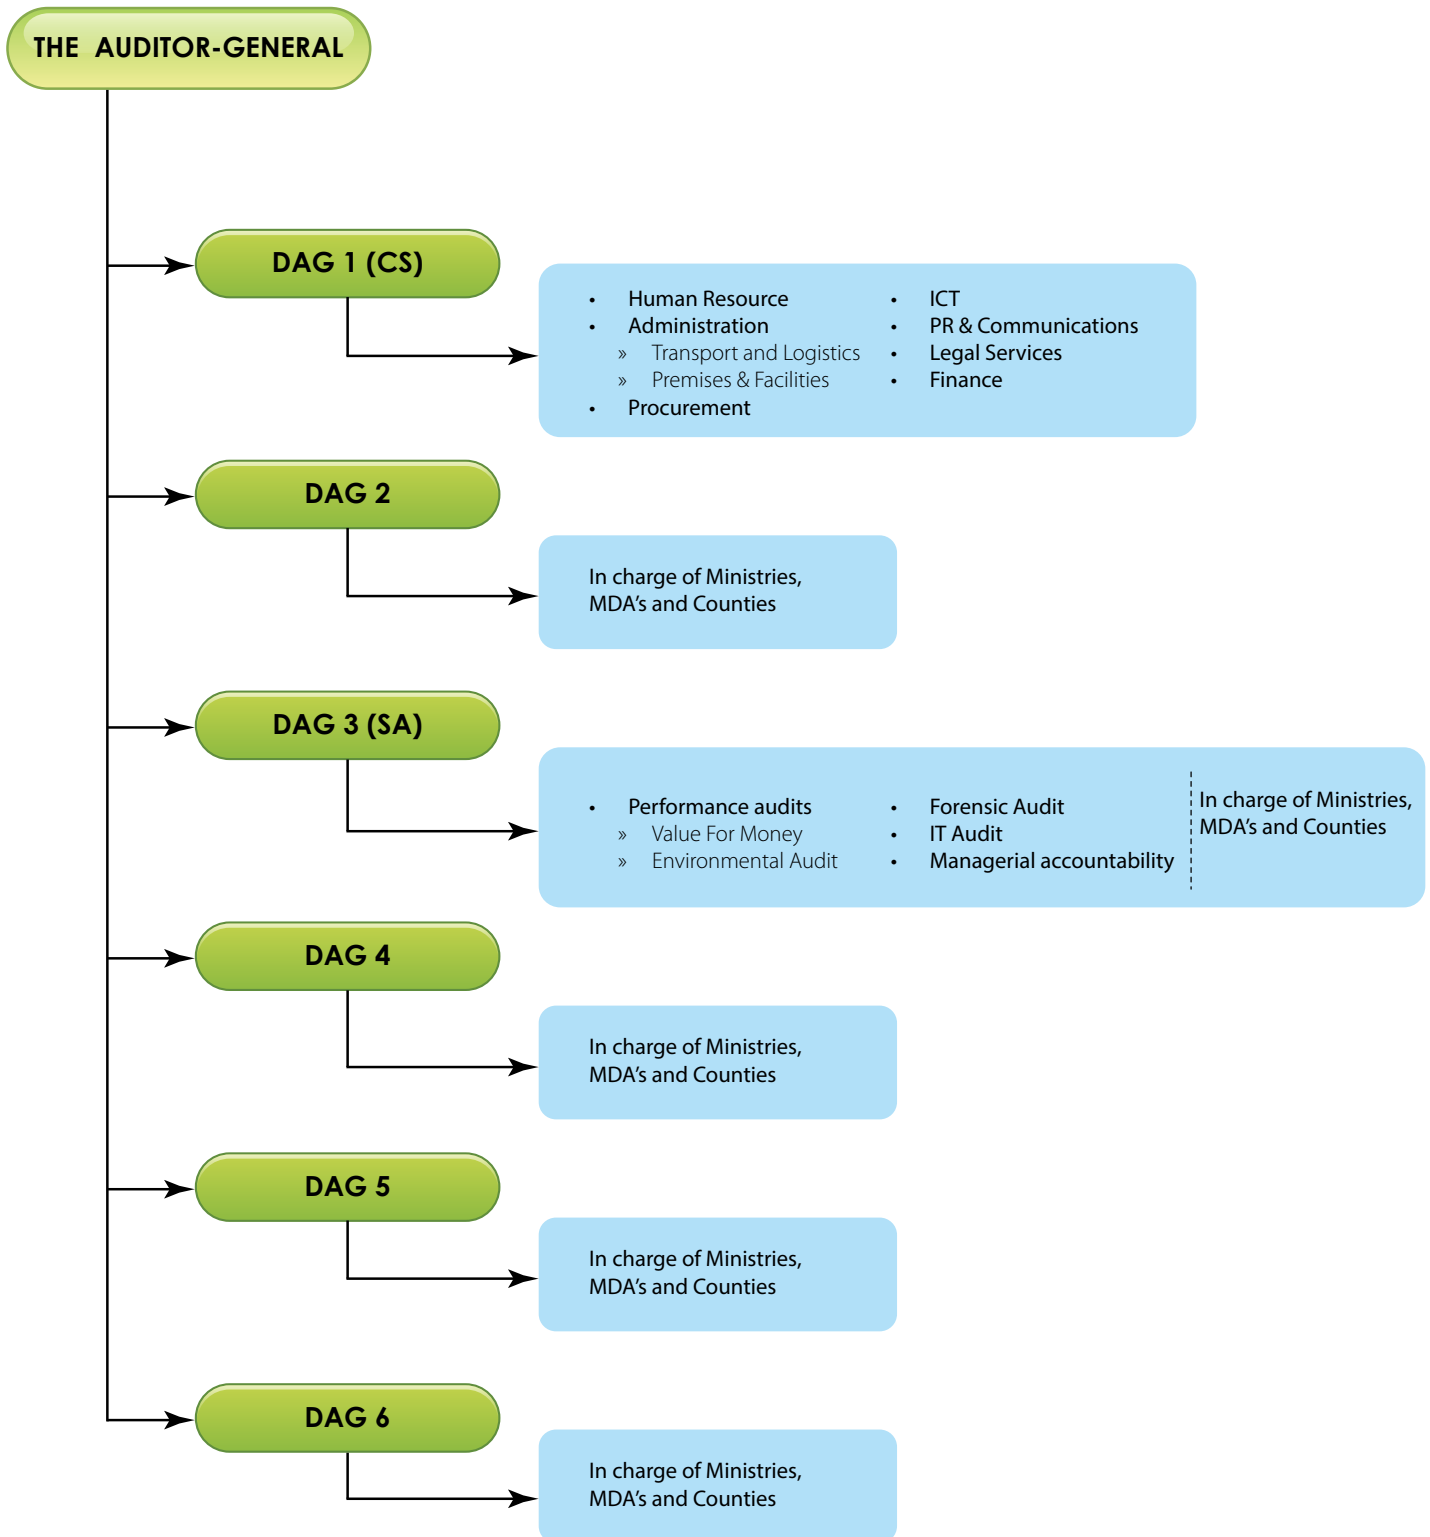 THE AUDITOR-GENERAL
DAG 1 (CS)
• Human Resource
• Administration
» Transport and Logistics
» Premises & Facilities
• Procurement
• ICT
• PR & Communications
• Legal Services
• Finance
DAG 2
In charge of Ministries,
MDA's and Counties
DAG 3 (SA)
• Performance audits
» Value For Money
» Environmental Audit
• Forensic Audit
• IT Audit
• Managerial accountability
In charge of Ministries,
MDA's and Counties
DAG 4
In charge of Ministries,
MDA's and Counties
DAG 5
In charge of Ministries,
MDA's and Counties
DAG 6
In charge of Ministries,
MDA's and Counties